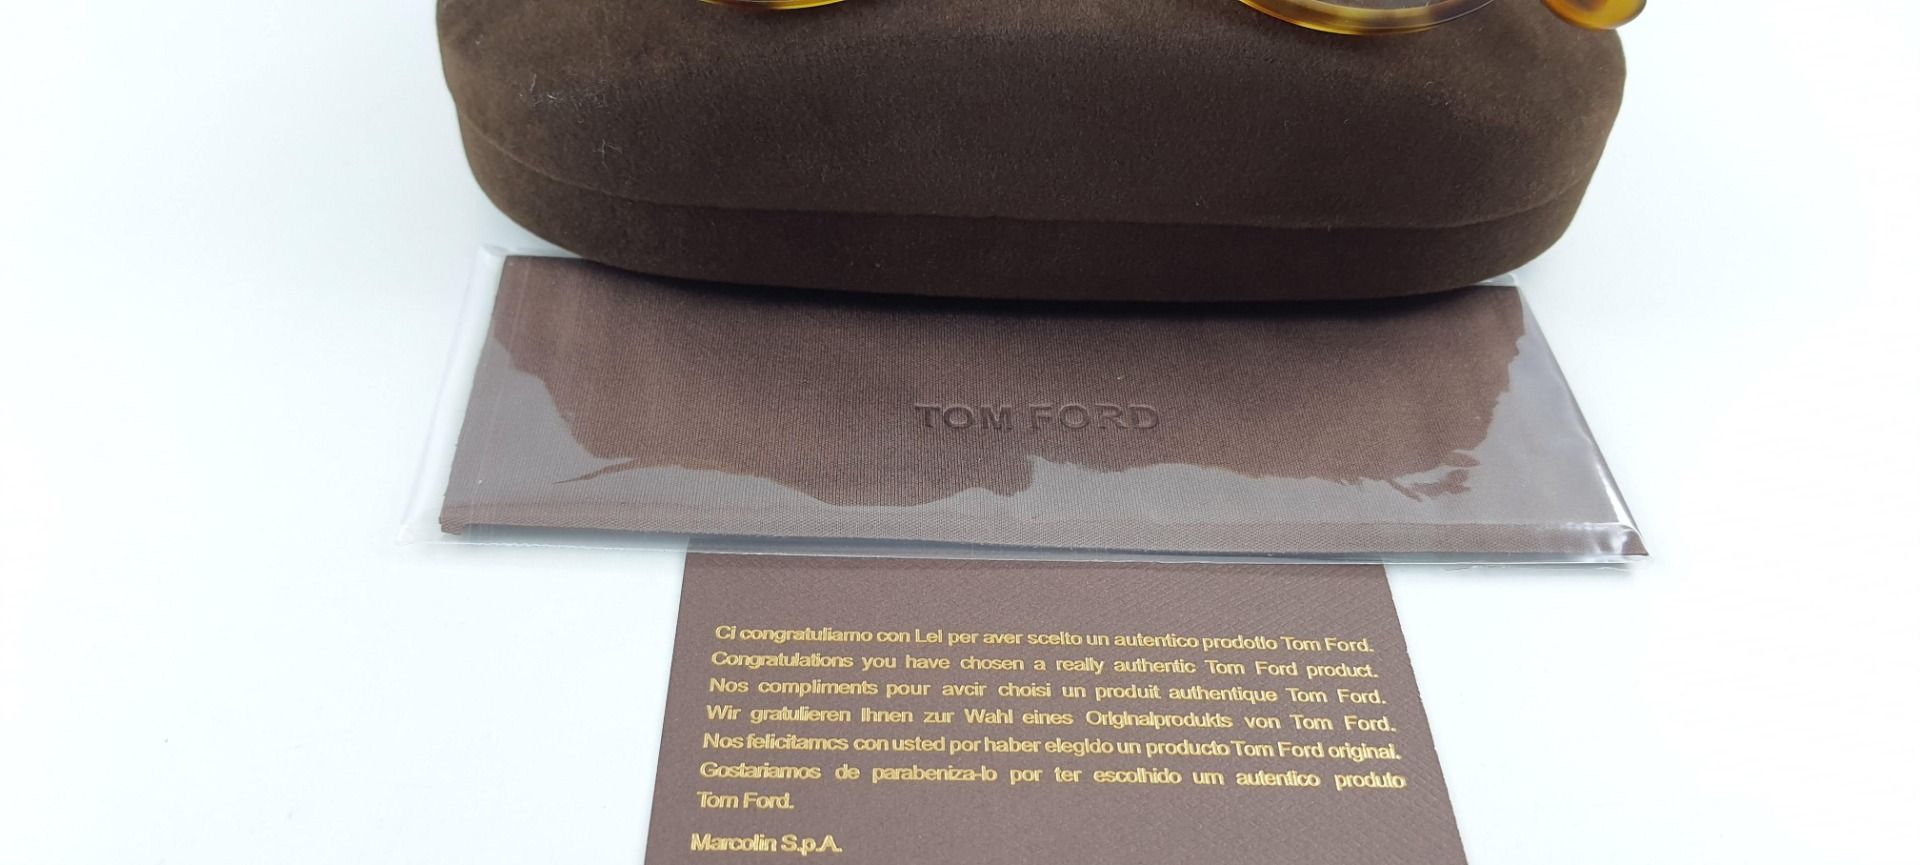 TOM FORD
Ci congratuliamo con Lei per aver scelto un autentico prodotto Tom Ford.
Congratulations you have chosen a really authentic Tom Ford product.
Nos compliments pour avcir choisi un produit authentique Tom Ford.
Wir gratulieren Ihnen zur Wahl eines Originalprodukts von Tom Ford.
Nos felicitamcs con usted por haber elegido un producto Tom Ford original.
Gostariamos de parabeniza-lo por ter escolhido um autentico produto
Tom Ford.
Marcolin S.p.A.